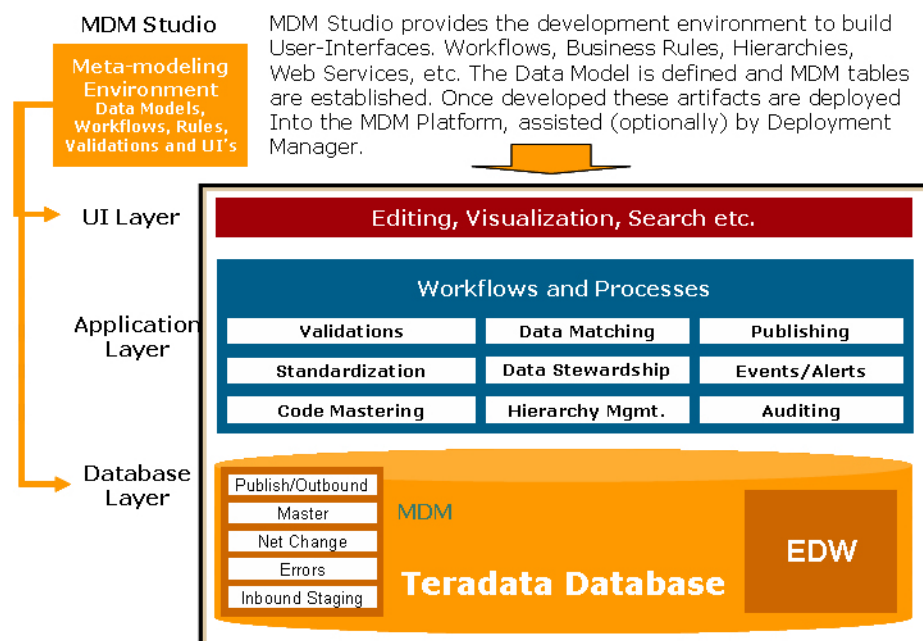 MDM Studio
Meta-modeling
Environment
Data Models,
Workflows, Rules,
Validations and UI's
MDM Studio provides the development environment to build
User-Interfaces. Workflows, Business Rules, Hierarchies,
Web Services, etc. The Data Model is defined and MDM tables
are established. Once developed these artifacts are deployed
Into the MDM Platform, assisted (optionally) by Deployment
Manager.
UI Layer
Editing, Visualization, Search etc.
Application
Layer
Workflows and Processes
Validations
Data Matching
Publishing
Standardization
Data Stewardship
Events/Alerts
Code Mastering
Hierarchy Mgmt.
Auditing
Database
Layer
Publish/Outbound
Master
Net Change
Errors
Inbound Staging
MDM
Teradata Database
EDW